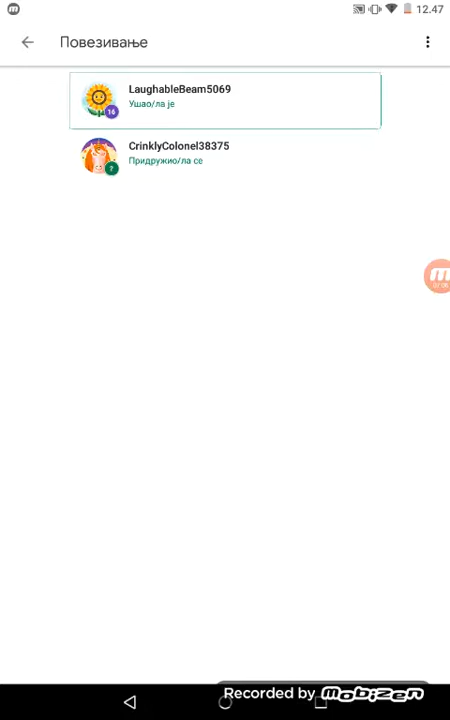 12.47
Повезивање
LaughableBeam5069
Ушао/ла је
16
CrinklyColonel38375
Придружио/ла се
?
Recorded by Mobizen